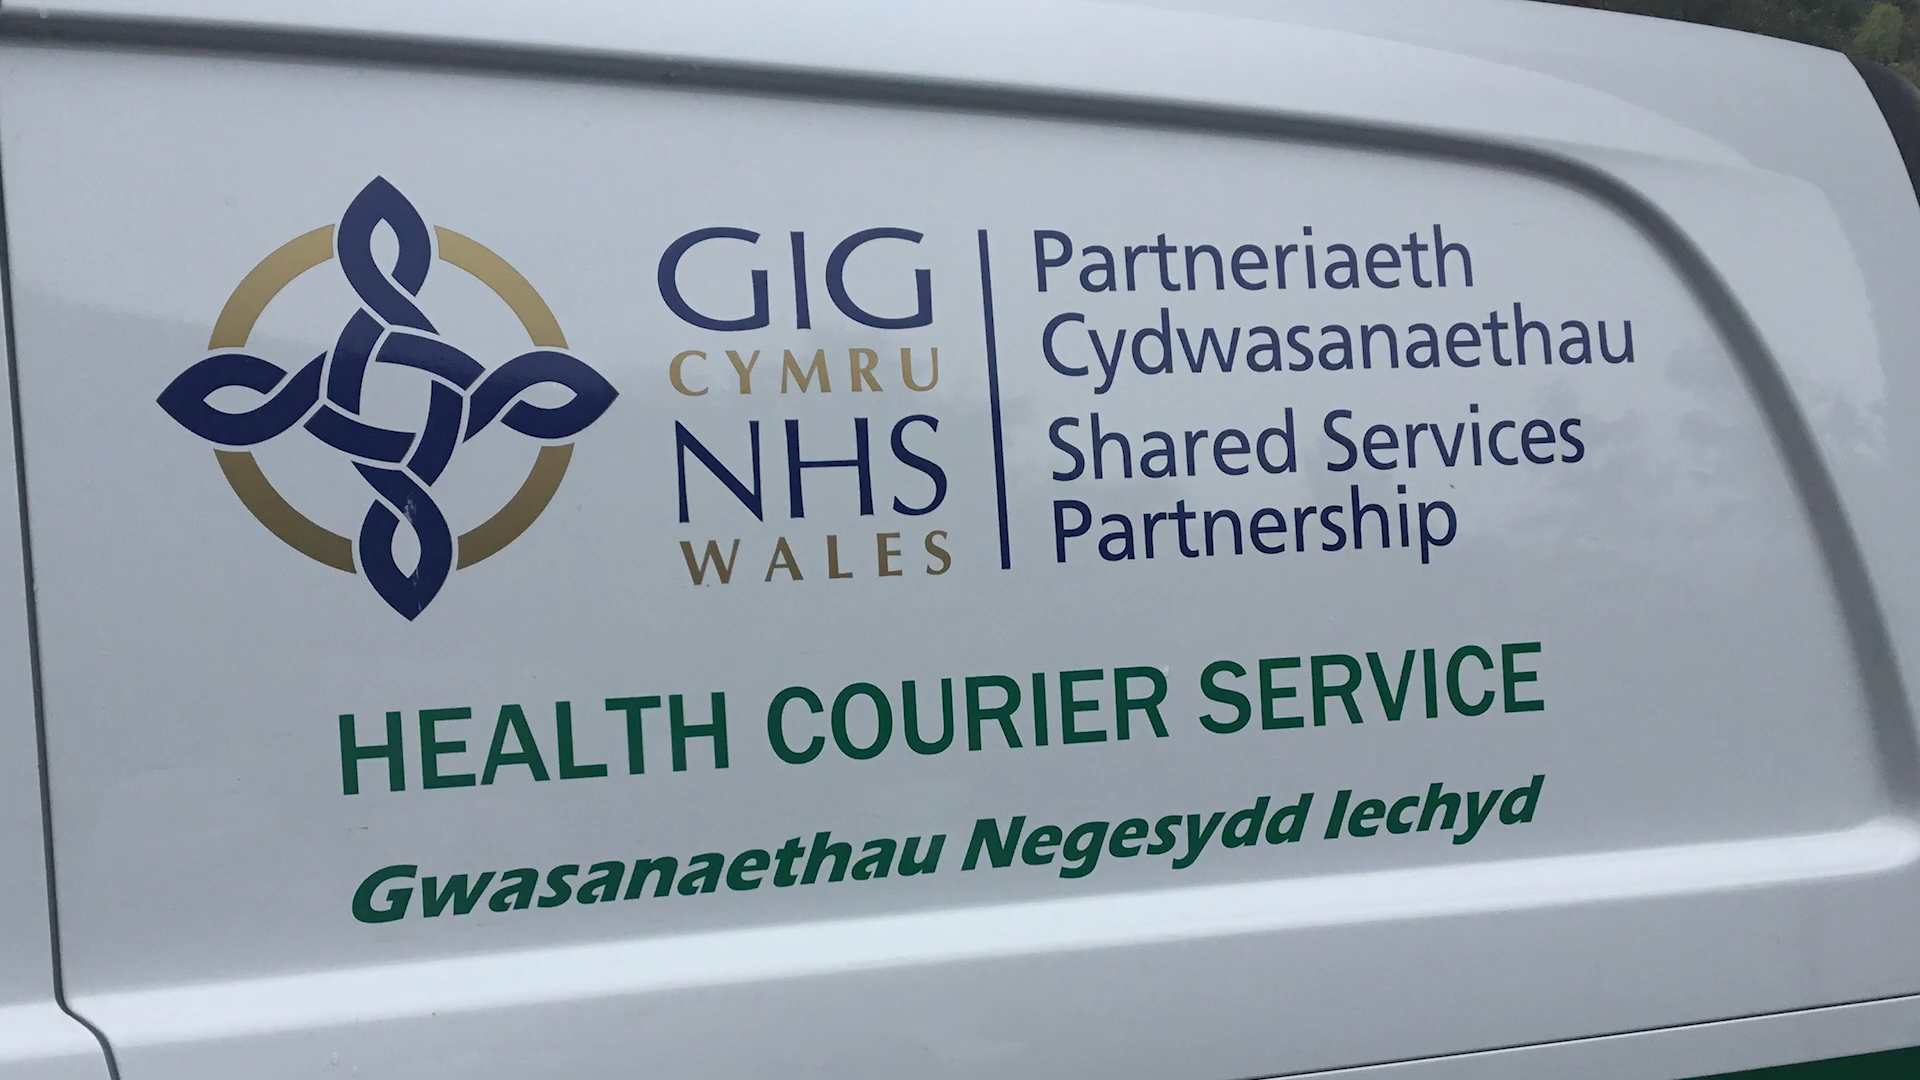 GIG
CYMRU
NHS
WALES
Partneriaeth
Cydwasanaethau
Shared Services
Partnership
HEALTH COURIER SERVICE
Gwasanaethau Negesydd Iechyd